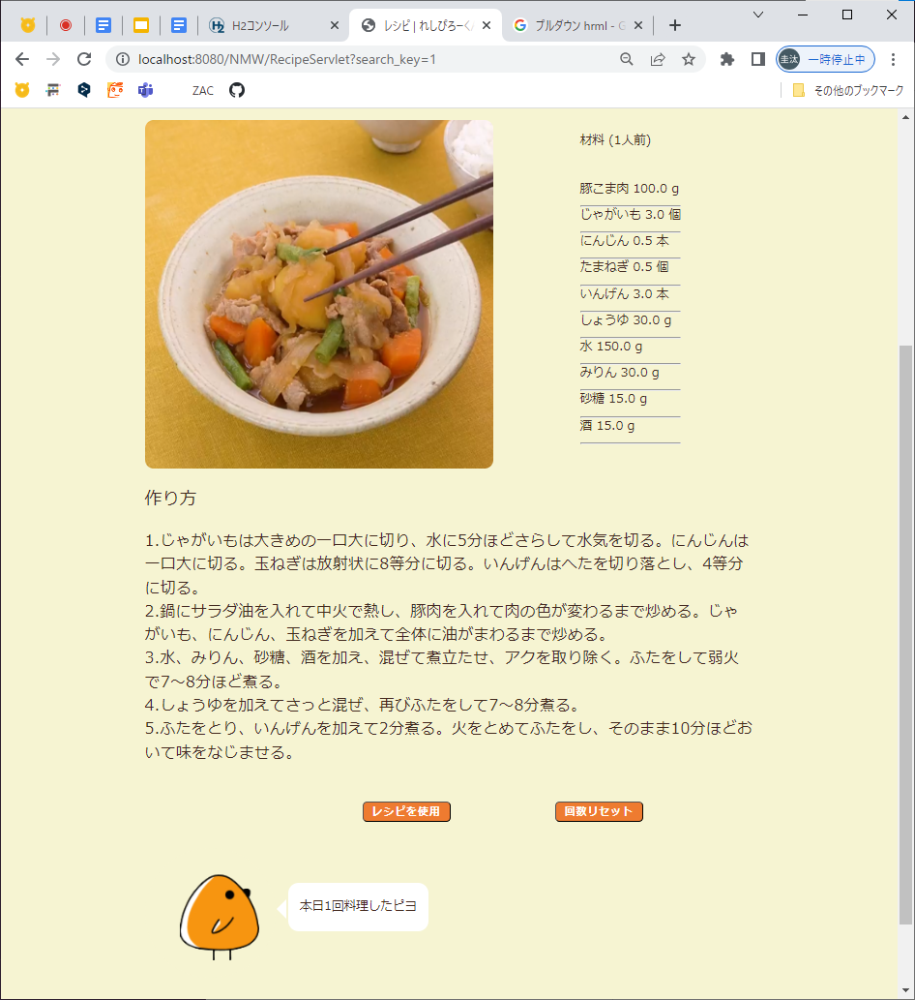 H2コンソール
レシピ | れしぴろーぐ
プルダウン hrml - G
localhost:8080/NMW/RecipeServlet?search_key=1
圭汰
一時停止中
ZAC
その他のブックマーク
材料 (1人前)
豚こま肉 100.0 g
じゃがいも 3.0 個
にんじん 0.5 本
たまねぎ 0.5 個
いんげん 3.0 本
しょうゆ 30.0 g
水 150.0 g
みりん 30.0 g
砂糖 15.0 g
酒 15.0 g
作り方
1.じゃがいもは大きめの一口大に切り、水に5分ほどさらして水気を切る。にんじんは
一口大に切る。玉ねぎは放射状に8等分に切る。いんげんはへたを切り落とし、4等分
に切る。
2.鍋にサラダ油を入れて中火で熱し、豚肉を入れて肉の色が変わるまで炒める。じゃ
がいも、にんじん、玉ねぎを加えて全体に油がまわるまで炒める。
3.水、みりん、砂糖、酒を加え、混ぜて煮立たせ、アクを取り除く。ふたをして弱火
で7～8分ほど煮る。
4.しょうゆを加えてさっと混ぜ、再びふたをして7～8分煮る。
5.ふたをとり、いんげんを加えて2分煮る。火をとめてふたをし、そのまま10分ほどお
いて味をなじませる。
レシピを使用
回数リセット
本日1回料理したピヨ